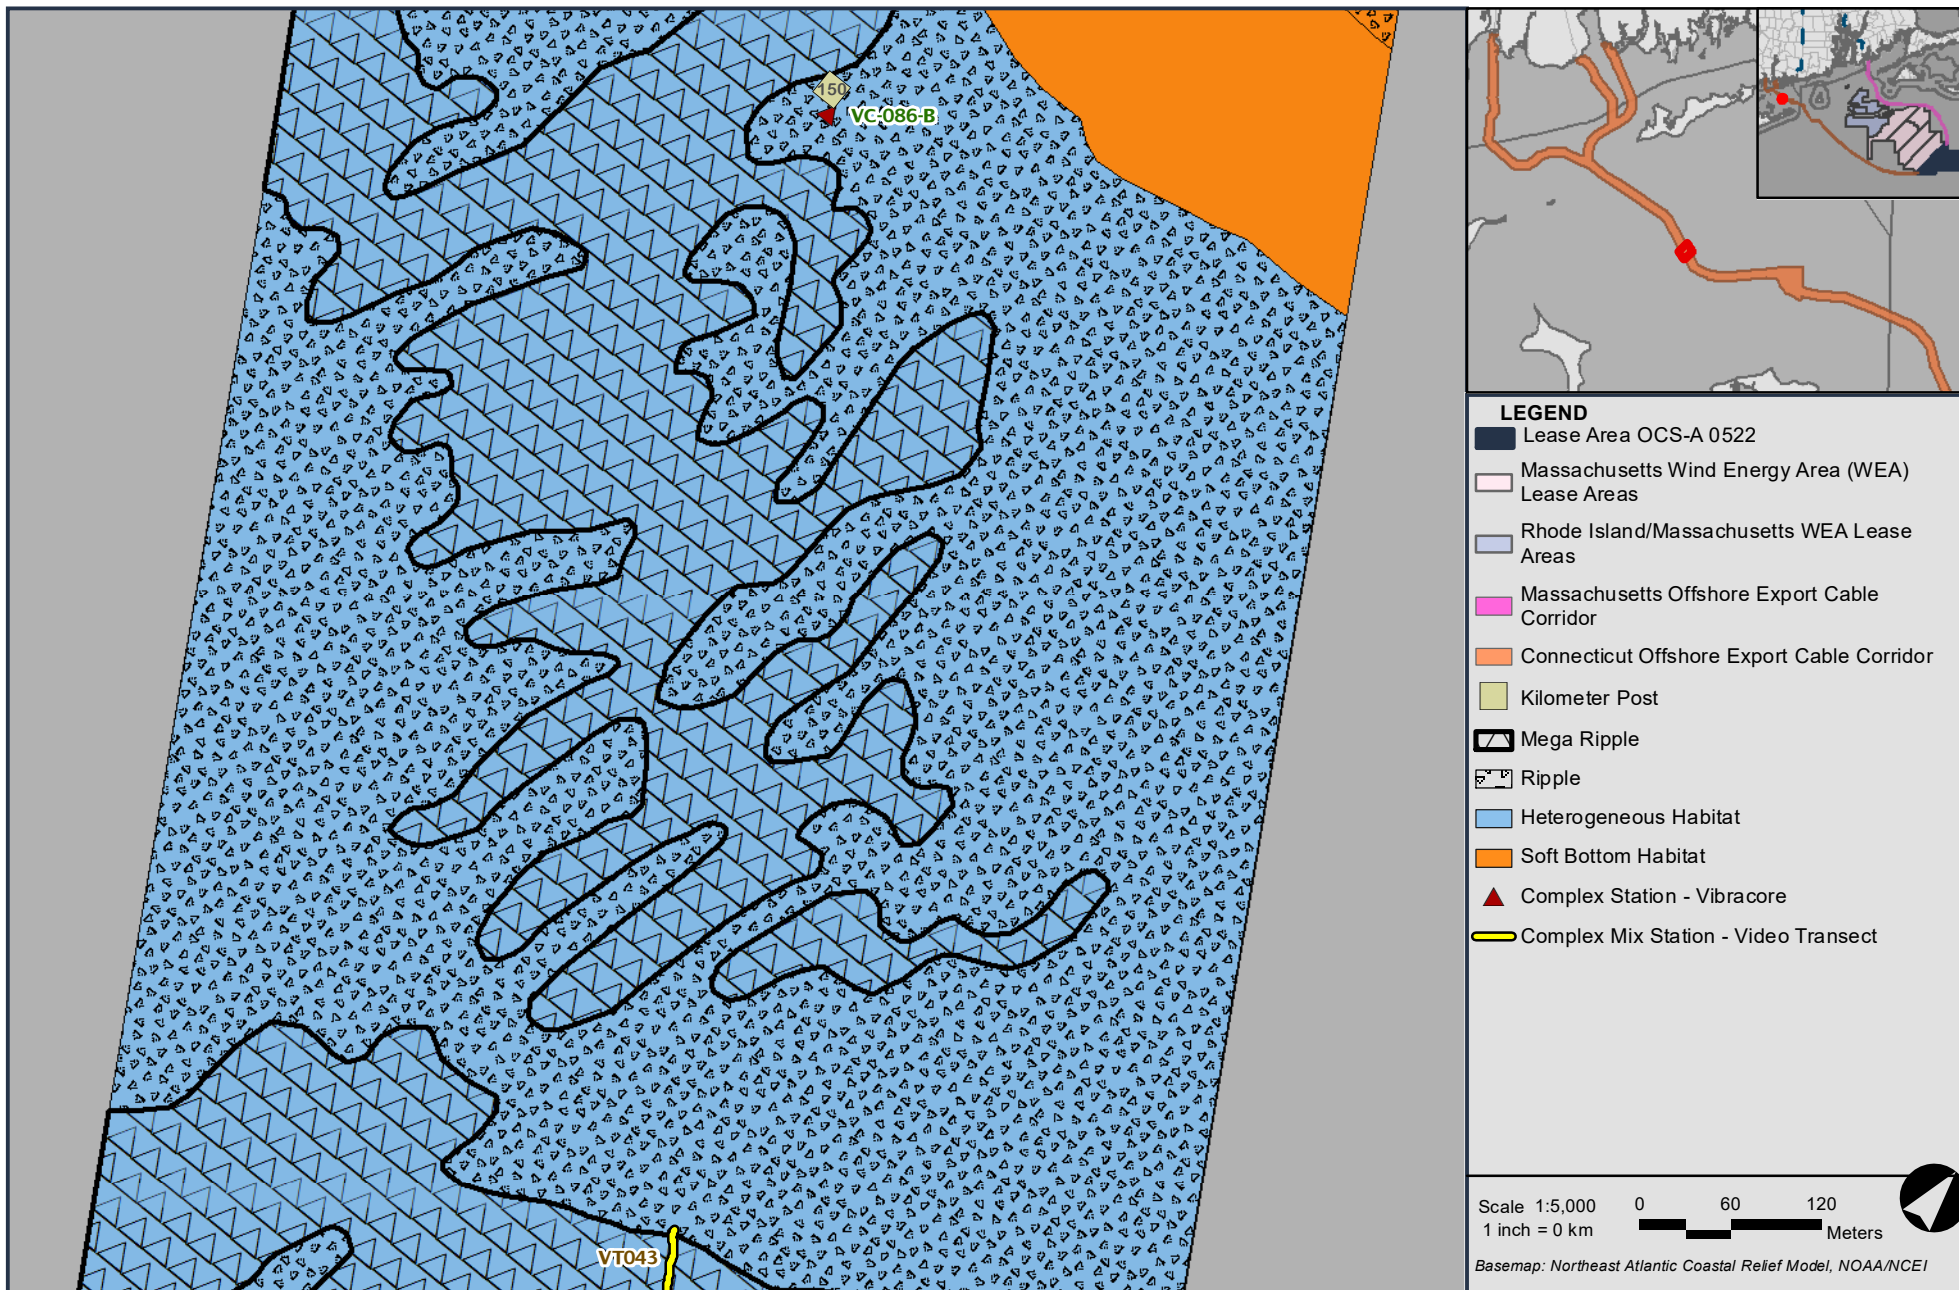 150
VC-086-B
VT043
LEGEND
Lease Area OCS-A 0522
Massachusetts Wind Energy Area (WEA)
Lease Areas
Rhode Island/Massachusetts WEA Lease
Areas
Massachusetts Offshore Export Cable
Corridor
Connecticut Offshore Export Cable Corridor
Kilometer Post
Mega Ripple
Ripple
Heterogeneous Habitat
Soft Bottom Habitat
Complex Station - Vibracore
Complex Mix Station - Video Transect
Scale 1:5,000
1 inch = 0 km
0 60 120
Meters
Basemap: Northeast Atlantic Coastal Relief Model, NOAA/NCEI